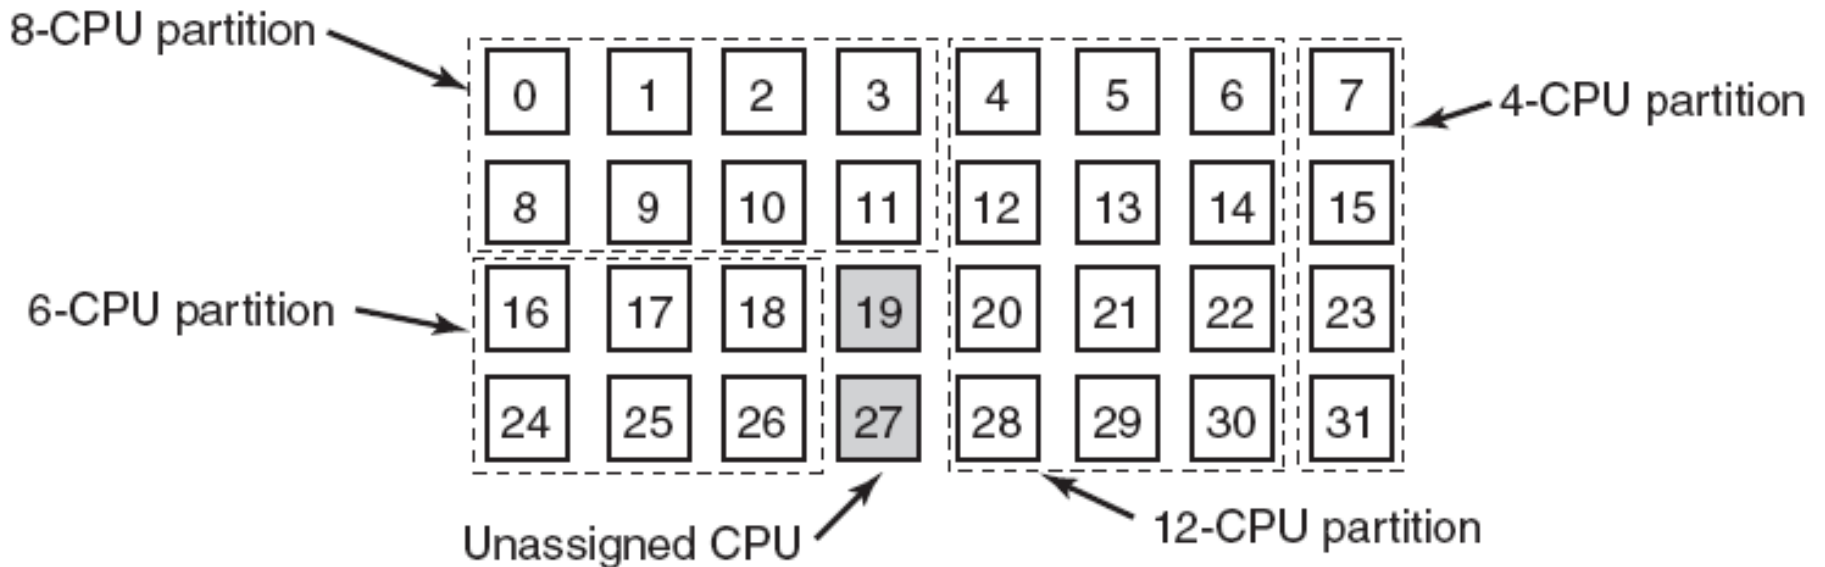 8-CPU partition
0 1 2 3 4 5 6 7
4-CPU partition
8 9 10 11 12 13 14 15
6-CPU partition
16 17 18 19 20 21 22 23
24 25 26 27 28 29 30 31
Unassigned CPU
12-CPU partition